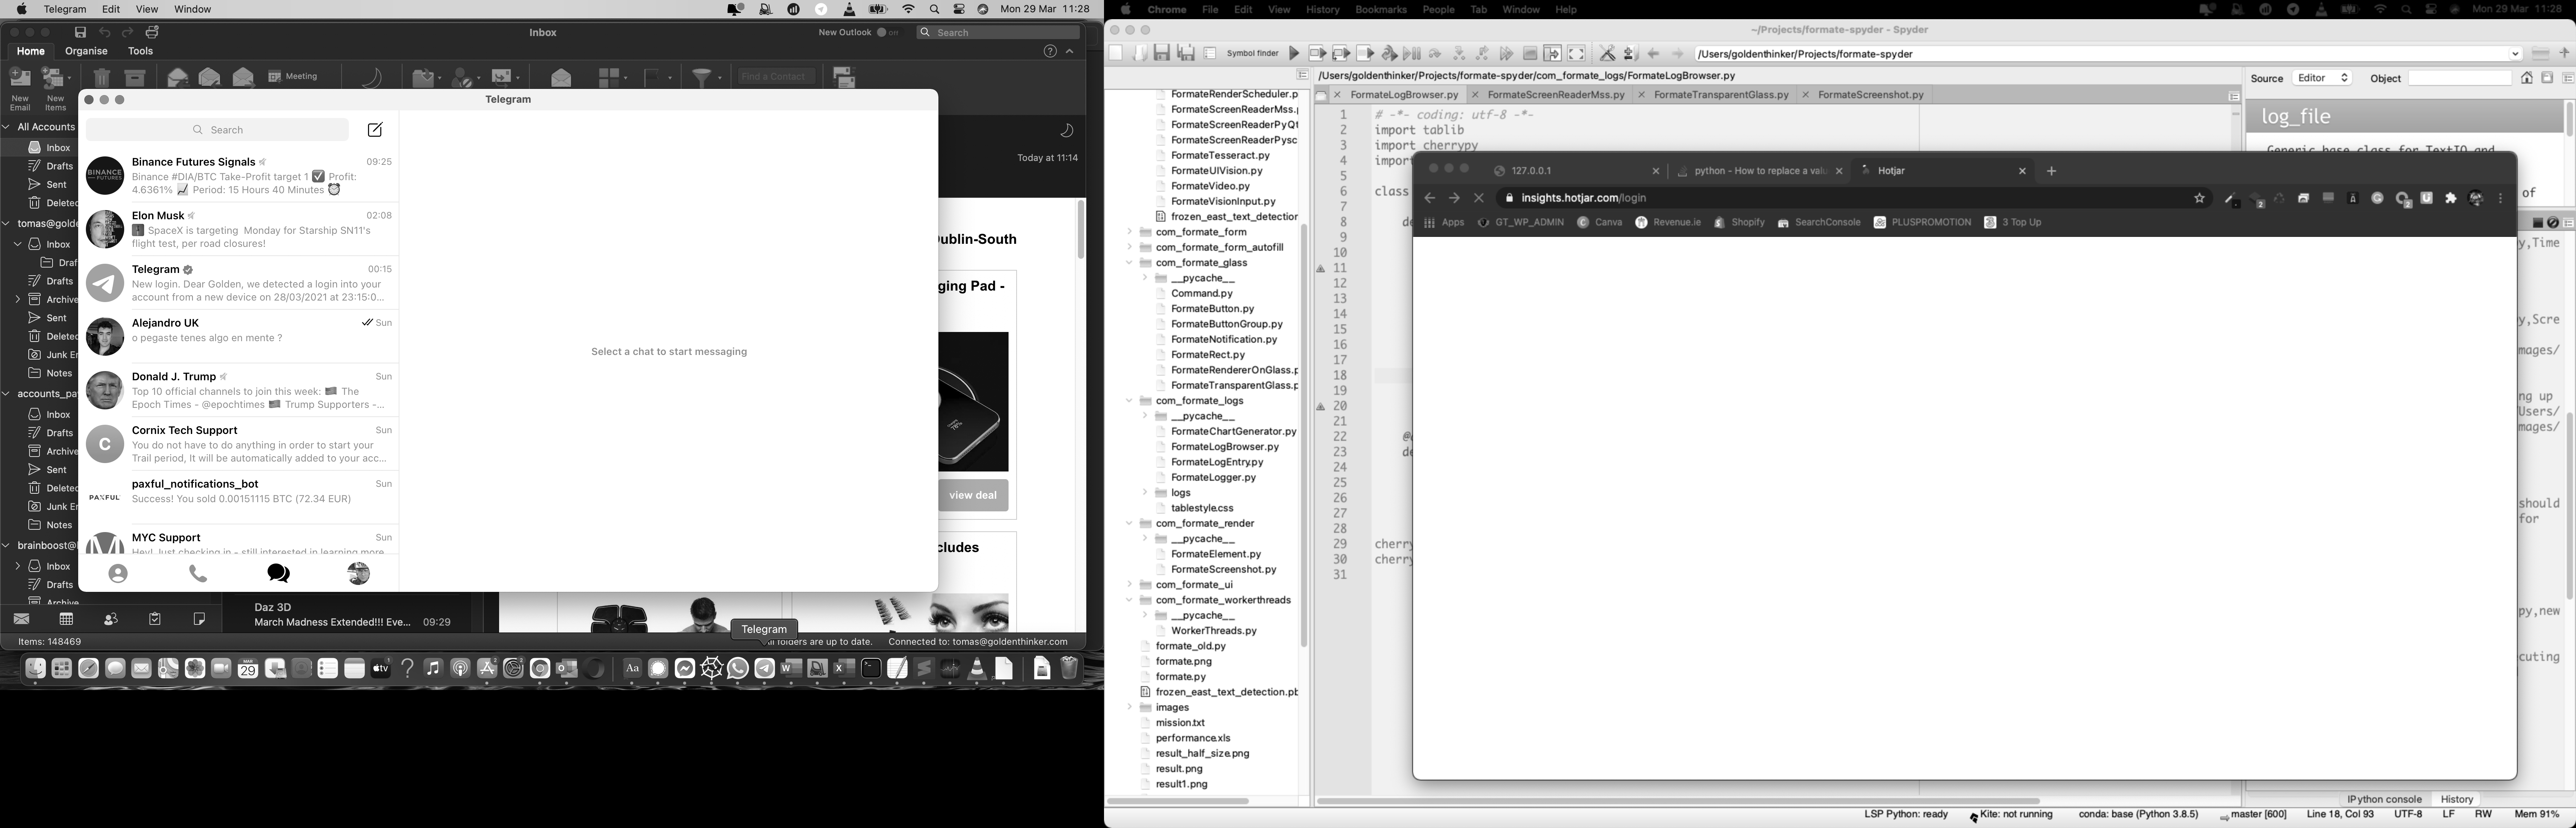 Telegram Edit View Window
Mon 29 Mar 11:28
Inbox
New Outlook
Search
Home Organise Tools
Meeting
Find a Contact
New Email
New Items
All Accounts
Inbox
Drafts
Sent
Inbox
Drafts
Archive
Sent
Notes
Inbox
Drafts
Archive
Sent
Notes
Inbox
Drafts
Telegram
Search
Binance Futures Signals 09:25
Binance #DIA/BTC Take-Profit target 1 ✅ Profit:
4.6361% 📈 Period: 15 Hours 40 Minutes ⏰
Elon Musk 02:08
SpaceX is targeting Monday for Starship SN11's
flight test, per road closures!
Telegram 00:15
New login. Dear Golden, we detected a login into your
account from a new device on 28/03/2021 at 23:15:0...
Alejandro UK Sun
o pegaste tenes algo en mente ?
Donald J. Trump Sun
Top 10 official channels to join this week: The
Epoch Times - @epochtimes Trump Supporters -...
Cornix Tech Support Sun
You do not have to do anything in order to start your
Trail period, It will be automatically added to your acc...
paxful_notifications_bot Sun
Success! You sold 0.00151115 BTC (72.34 EUR)
MYC Support Sun
Hey! Just checking in - still interested in learning more
Select a chat to start messaging
Today at 11:14
Dublin-South
ging Pad -
view deal
cludes
Daz 3D
March Madness Extended!!! Eve... 09:29
Telegram
Items: 148469
ll folders are up to date.
Connected to: tomas@goldenthinker.com
Chrome File Edit View History Bookmarks People Tab Window Help
Mon 29 Mar 11:28
~/Projects/formate-spyder - Spyder
Symbol finder
/Users/goldenthinker/Projects/formate-spyder
/Users/goldenthinker/Projects/formate-spyder/com_formate_logs/FormateLogBrowser.py
FormateLogBrowser.py FormateScreenReaderMss.py FormateTransparentGlass.py FormateScreenshot.py
FormateRenderScheduler.p
FormateScreenReaderMss.p
FormateScreenReaderPyQt
FormateScreenReaderPysc
FormateTesseract.py
FormateUIVision.py
FormateVideo.py
FormateVisionInput.py
frozen_east_text_detection
com_formate_form
com_formate_form_autofill
com_formate_glass
__pycache__
Command.py
FormateButton.py
FormateButtonGroup.py
FormateNotification.py
FormateRect.py
FormateRendererOnGlass.p
FormateTransparentGlass.p
com_formate_logs
__pycache__
FormateChartGenerator.py
FormateLogBrowser.py
FormateLogEntry.py
FormateLogger.py
logs
tablestyle.css
com_formate_render
__pycache__
FormateElement.py
FormateScreenshot.py
com_formate_ui
com_formate_workerthreads
__pycache__
WorkerThreads.py
formate_old.py
formate.png
formate.py
frozen_east_text_detection.pb
images
mission.txt
performance.xls
result_half_size.png
result.png
result1.png
1 # -*- coding: utf-8 -*-
2 import tablib
3 import cherrypy
4 import
5
6 class
7
8 de
9
10
11
12
13
14
15
16
17
18
19
20
21
22 @
23 de
24
25
26
27
28
29 cherry
30 cherry
31
127.0.0.1
python - How to replace a valu
Hotjar
insights.hotjar.com/login
Apps GT_WP_ADMIN Canva Revenue.ie Shopify SearchConsole PLUSPROMOTION 3 Top Up
Source Editor Object
log_file
Generic base class for TextIO and
of
y,Time
py,Scre
mages/
ng up
Users/
mages/
should
for
py,new
cuting
IPython console History
LSP Python: ready Kite: not running conda: base (Python 3.8.5) master [600] Line 18, Col 93 UTF-8 LF RW Mem 91%